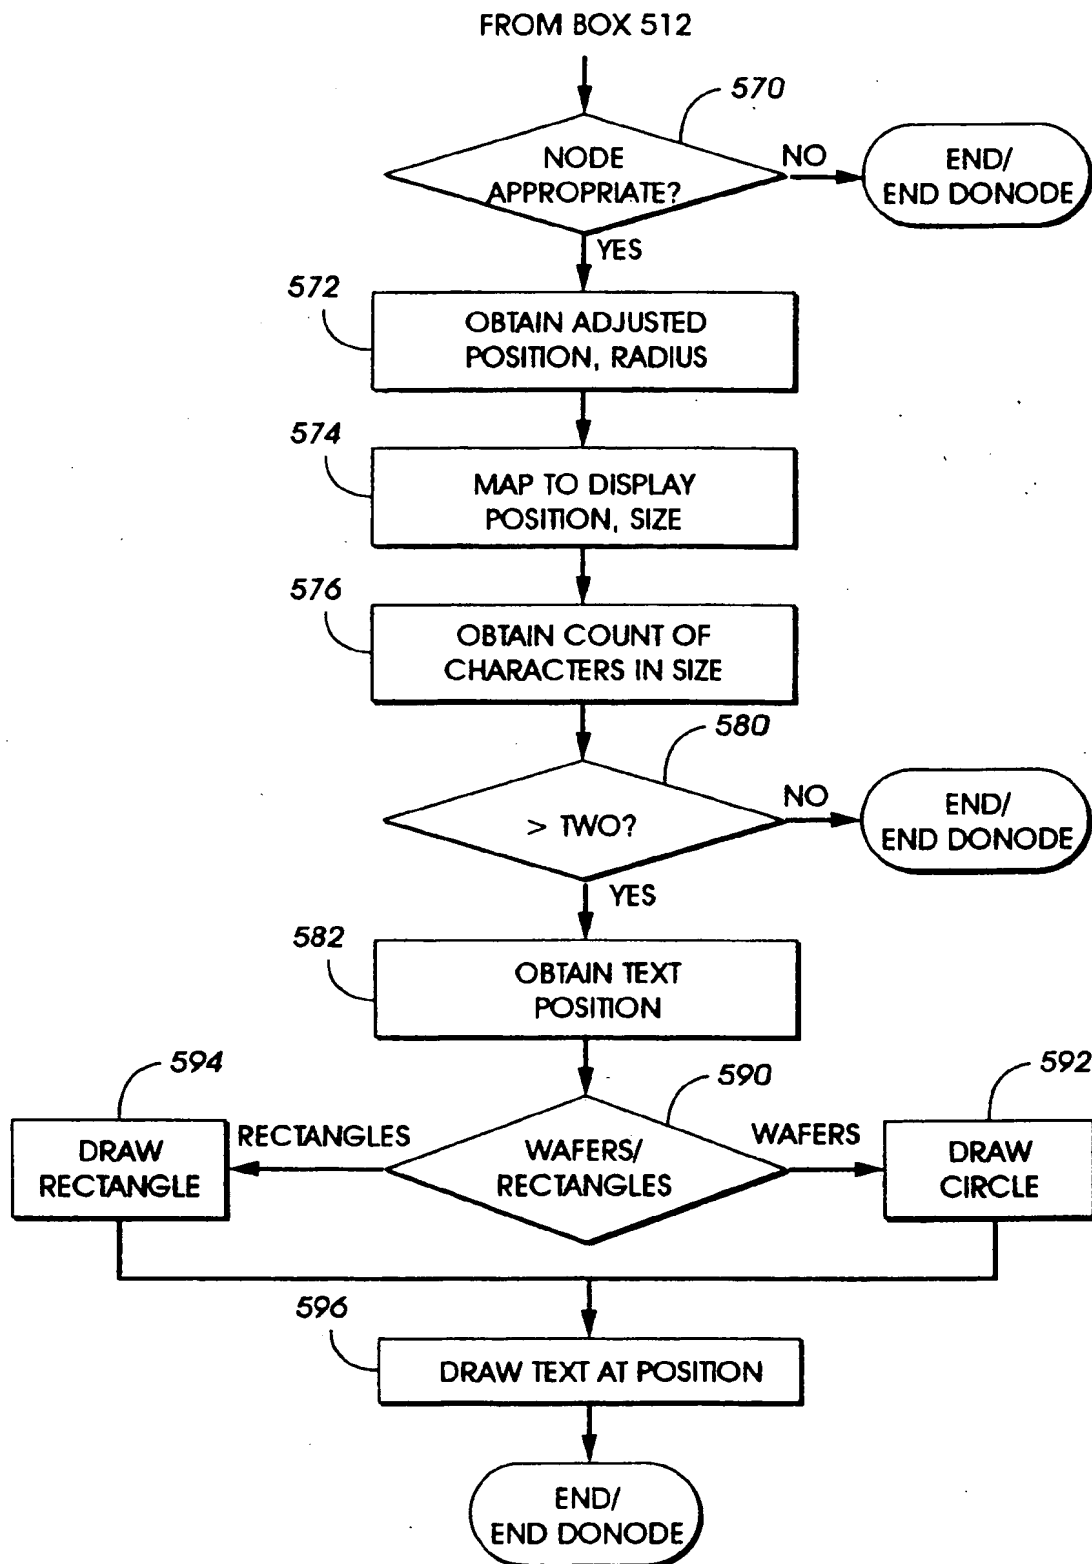 FROM BOX 512
570
NODE
APPROPRIATE?
NO
END/
END DONODE
YES
572
OBTAIN ADJUSTED
POSITION, RADIUS
574
MAP TO DISPLAY
POSITION, SIZE
576
OBTAIN COUNT OF
CHARACTERS IN SIZE
580
> TWO?
NO
END/
END DONODE
YES
582
OBTAIN TEXT
POSITION
594
590
592
DRAW
RECTANGLE
RECTANGLES
WAFERS/
RECTANGLES
WAFERS
DRAW
CIRCLE
596
DRAW TEXT AT POSITION
END/
END DONODE